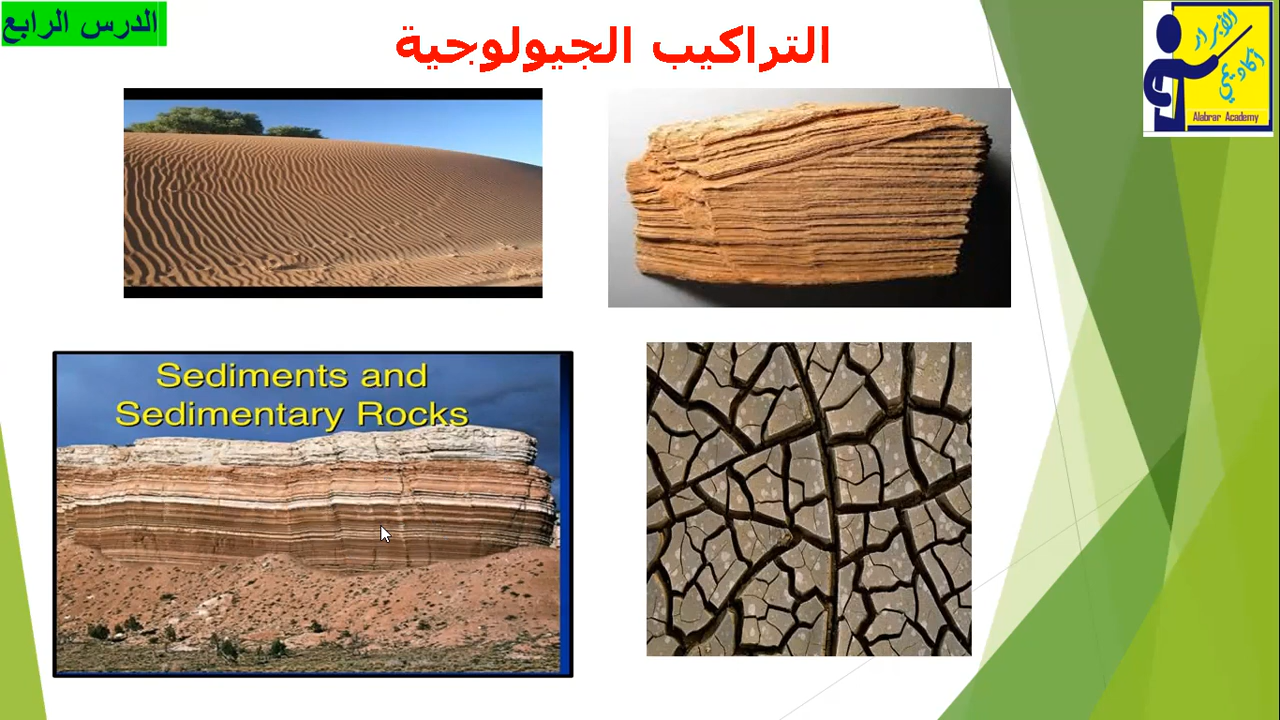 الدرس الرابع
التراكيب الجيولوجية
الأبرار
أكاديمي
Alabrar Academy
Sediments and
Sedimentary Rocks